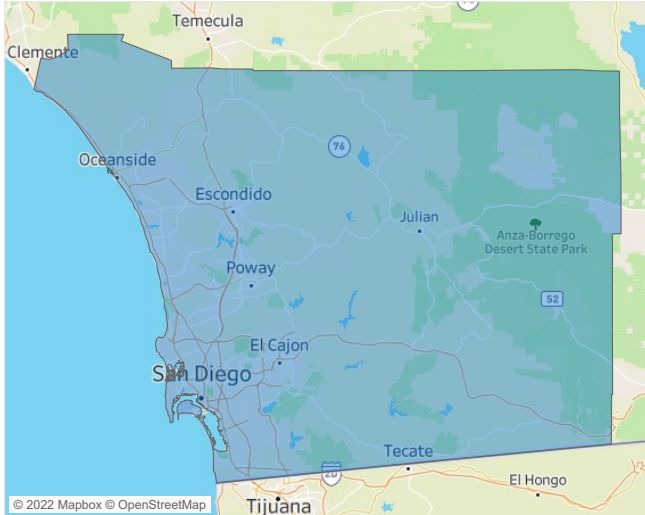 Temecula
Clemente
76
Oceanside
Escondido
Julian
Anza-Borrego
Desert State Park
Poway
S2
El Cajon
San Diego
Tecate
2D
El Hongo
Tijuana
© 2022 Mapbox © OpenStreetMap